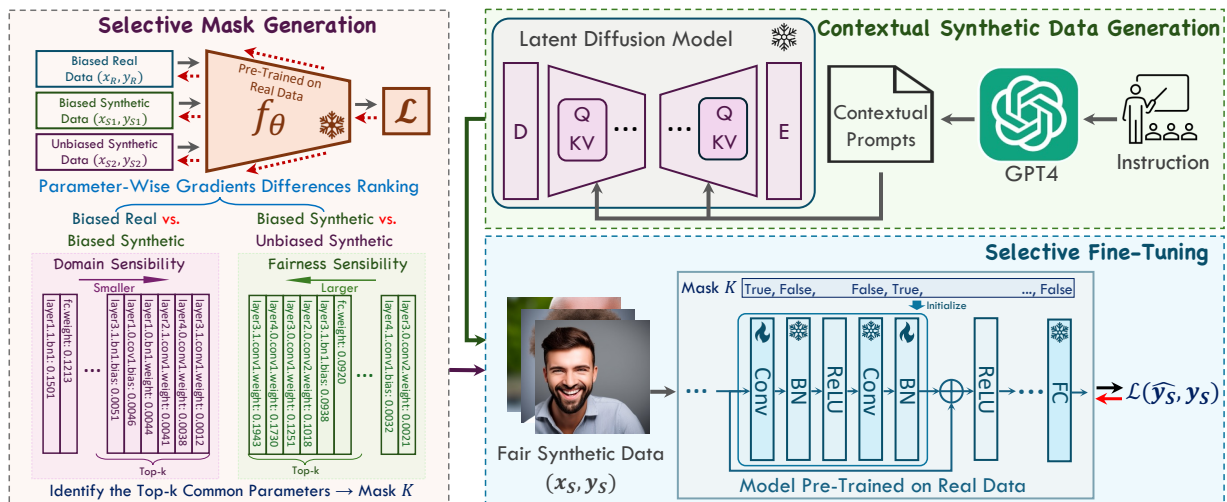 Selective Mask Generation
Biased Real
Data (x_R, y_R)
Biased Synthetic
Data (x_S1, y_S1)
Unbiased Synthetic
Data (x_S2, y_S2)
Pre-Trained on
Real Data
f_θ
ℒ
Parameter-Wise Gradients Differences Ranking
Biased Real vs.
Biased Synthetic
Biased Synthetic vs.
Unbiased Synthetic
Domain Sensibility
Smaller
layer1.1.bn1: 0.1501
fc.weight: 0.1213
...
layer3.1.bn1.bias: 0.0051
layer1.0.cov1.bias: 0.0046
layer1.0.bn1.weight: 0.0044
layer2.0.conv1.weight: 0.0041
layer4.0.conv1.weight: 0.0038
layer3.1.conv1.weight: 0.0012
Top-k
Fairness Sensibility
Larger
layer3.1.conv1.weight: 0.1943
layer4.0.conv1.weight: 0.1730
layer3.0.conv1.weight: 0.1251
layer2.0.conv2.weight: 0.1018
layer3.1.bn1.bias: 0.0938
fc.weight: 0.0920
...
layer4.1.conv1.bias: 0.0032
layer3.0.conv2.weight: 0.0021
Top-k
Identify the Top-k Common Parameters → Mask K
Contextual Synthetic Data Generation
Latent Diffusion Model
D
Q
KV
...
...
Q
KV
E
Contextual
Prompts
GPT4
Instruction
Selective Fine-Tuning
Mask K
True, False,
False, True,
..., False
Initialize
...
Conv
BN
ReLU
Conv
BN
ReLU
...
FC
ℒ(ŷ_S, y_S)
Fair Synthetic Data
(x_S, y_S)
Model Pre-Trained on Real Data